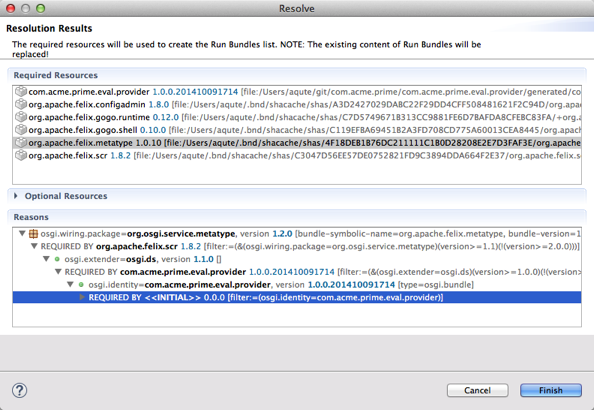 Resolve
Resolution Results
The required resources will be used to create the Run Bundles list. NOTE: The existing content of Run Bundles will be
replaced!
Required Resources
com.acme.prime.eval.provider 1.0.0.201410091714 [file:/Users/aqute/git/com.acme.prime/com.acme.prime.eval.provider/generated/co
org.apache.felix.configadmin 1.8.0 [file:/Users/aqute/.bnd/shacache/shas/A3D2427029DABC22F29DD4CFF508481621F2C94D/org.apa
org.apache.felix.gogo.runtime 0.12.0 [file:/Users/aqute/.bnd/shacache/shas/C7D5749671B313CC9881FE6D7BAFDA8CFEBC83FA/+org.a
org.apache.felix.gogo.shell 0.10.0 [file:/Users/aqute/.bnd/shacache/shas/C119EFBA69451B2A3FD708CD775A60013CEA8445/org.apach
org.apache.felix.metatype 1.0.10 [file:/Users/aqute/.bnd/shacache/shas/4F18DEB1B76DC211111C1B0D28208E2E7D3FAF3E/org.apache
org.apache.felix.scr 1.8.2 [file:/Users/aqute/.bnd/shacache/shas/C3047D56EE57DE0752821FD9C3894DDA664F2E37/org.apache.felix.s
Optional Resources
Reasons
osgi.wiring.package=org.osgi.service.metatype, version 1.2.0 [bundle-symbolic-name=org.apache.felix.metatype, bundle-version=1
REQUIRED BY org.apache.felix.scr 1.8.2 [filter:=(&(osgi.wiring.package=org.osgi.service.metatype)(version>=1.1)(!(version>=2.0.0)))]
osgi.extender=osgi.ds, version 1.1.0 []
REQUIRED BY com.acme.prime.eval.provider 1.0.0.201410091714 [filter:=(&(osgi.extender=osgi.ds)(version>=1.0.0)(!(version
osgi.identity=com.acme.prime.eval.provider, version 1.0.0.201410091714 [type=osgi.bundle]
REQUIRED BY <<INITIAL>> 0.0.0 [filter:=(osgi.identity=com.acme.prime.eval.provider)]
?
Cancel
Finish